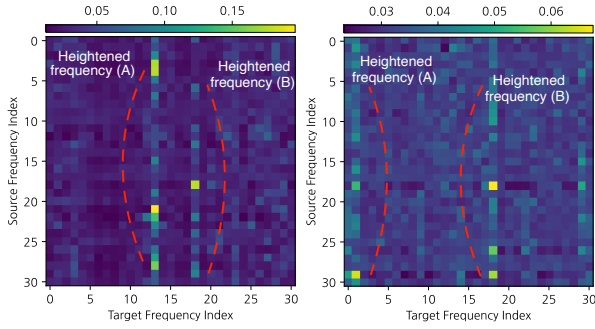 0.05 0.10 0.15
0.03 0.04 0.05 0.06
Heightened
frequency (A)
Heightened
frequency (B)
Heightened
frequency (A)
Heightened
frequency (B)
Source Frequency Index
0
5
10
15
20
25
30
0 5 10 15 20 25 30
Target Frequency Index
Source Frequency Index
0
5
10
15
20
25
30
0 5 10 15 20 25 30
Target Frequency Index